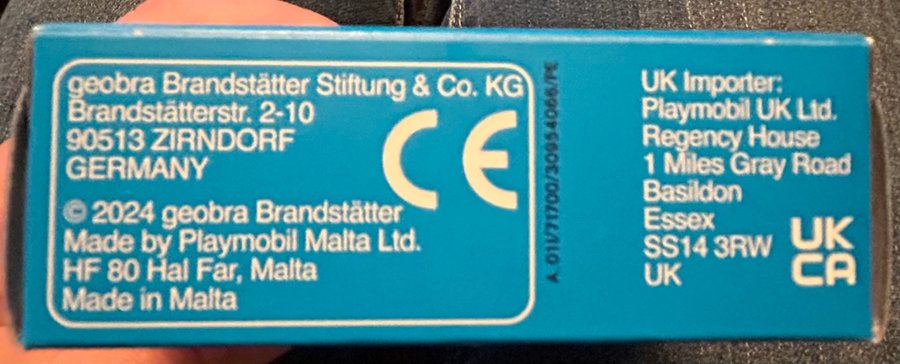 geobra Brandstätter Stiftung & Co. KG
Brandstätterstr. 2-10
90513 ZIRNDORF
GERMANY
CE
© 2024 geobra Brandstätter
Made by Playmobil Malta Ltd.
HF 80 Hal Far, Malta
Made in Malta
A 011/71700/30954066/PE
UK Importer:
Playmobil UK Ltd.
Regency House
1 Miles Gray Road
Basildon
Essex
SS14 3RW
UK
UK
CA